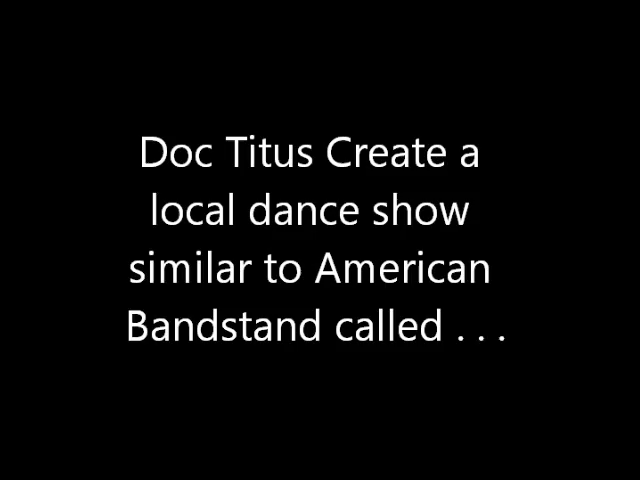 Doc Titus Create a
local dance show
similar to American
Bandstand called . . .